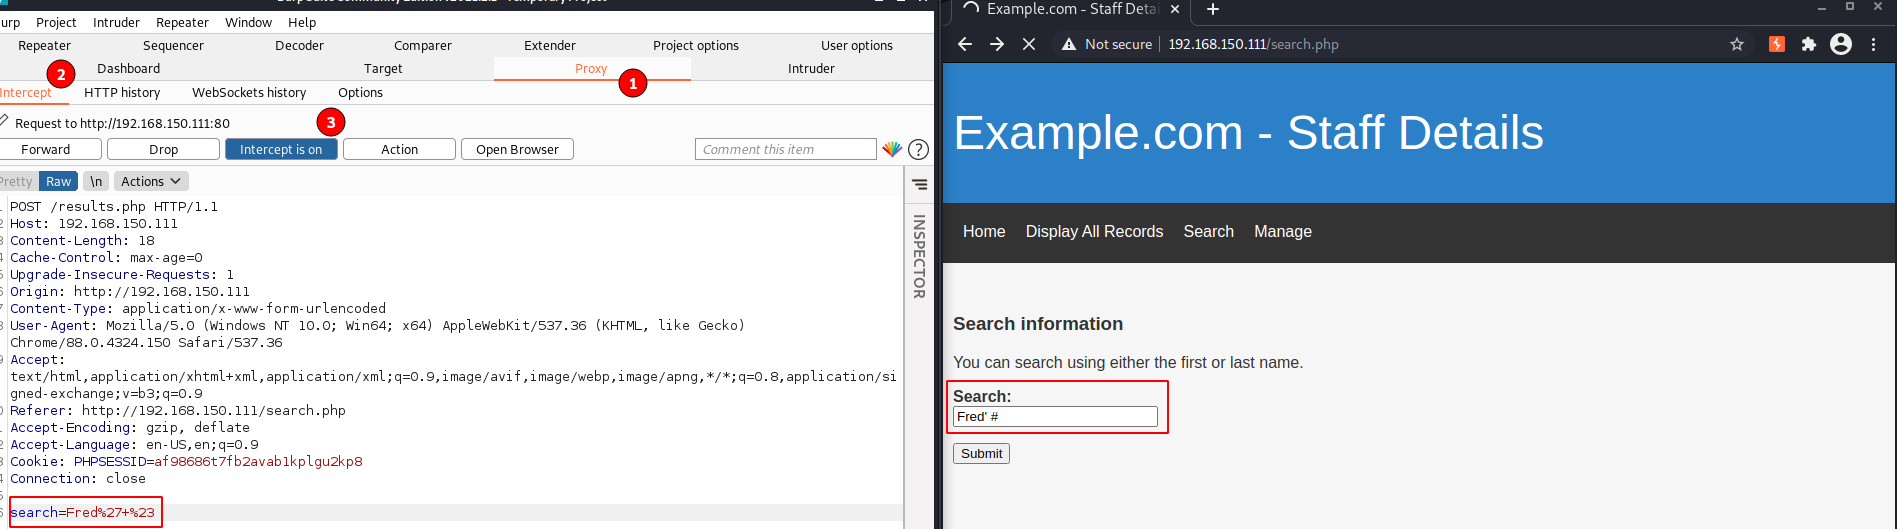 urp Project Intruder Repeater Window Help
Repeater Sequencer Decoder Comparer Extender Project options User options
Dashboard Target Proxy Intruder
2
1
Intercept HTTP history WebSockets history Options
3
Request to http://192.168.150.111:80
Forward Drop Intercept is on Action Open Browser Comment this item ?
Pretty Raw \n Actions
INSPECTOR
POST /results.php HTTP/1.1
Host: 192.168.150.111
Content-Length: 18
Cache-Control: max-age=0
Upgrade-Insecure-Requests: 1
Origin: http://192.168.150.111
Content-Type: application/x-www-form-urlencoded
User-Agent: Mozilla/5.0 (Windows NT 10.0; Win64; x64) AppleWebKit/537.36 (KHTML, like Gecko)
Chrome/88.0.4324.150 Safari/537.36
Accept:
text/html,application/xhtml+xml,application/xml;q=0.9,image/avif,image/webp,image/apng,*/*;q=0.8,application/si
gned-exchange;v=b3;q=0.9
Referer: http://192.168.150.111/search.php
Accept-Encoding: gzip, deflate
Accept-Language: en-US,en;q=0.9
Cookie: PHPSESSID=af98686t7fb2avab1kplgu2kp8
Connection: close
search=Fred%27+%23
Example.com - Staff Detai
Not secure 192.168.150.111/search.php
Example.com - Staff Details
Home Display All Records Search Manage
Search information
You can search using either the first or last name.
Search:
Fred' #
Submit